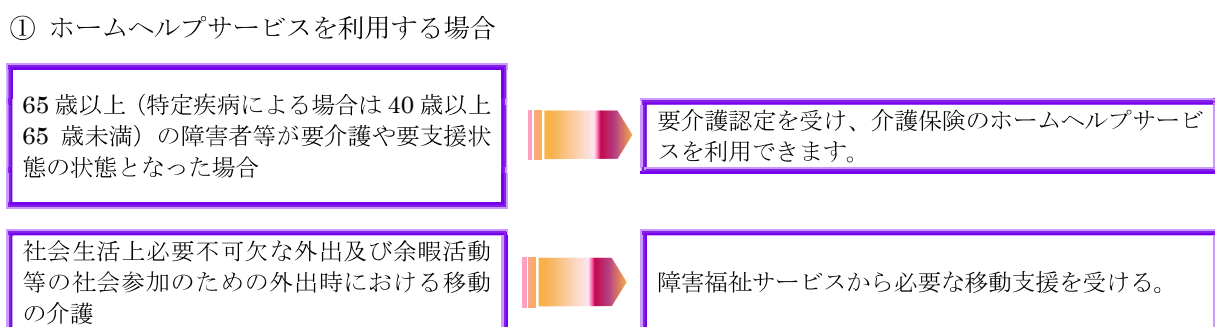 ① ホームヘルプサービスを利用する場合
65 歳以上（特定疾病による場合は 40 歳以上
65 歳未満）の障害者等が要介護や要支援状
態の状態となった場合
要介護認定を受け、介護保険のホームヘルプサービ
スを利用できます。
社会生活上必要不可欠な外出及び余暇活動
等の社会参加のための外出時における移動
の介護
障害福祉サービスから必要な移動支援を受ける。